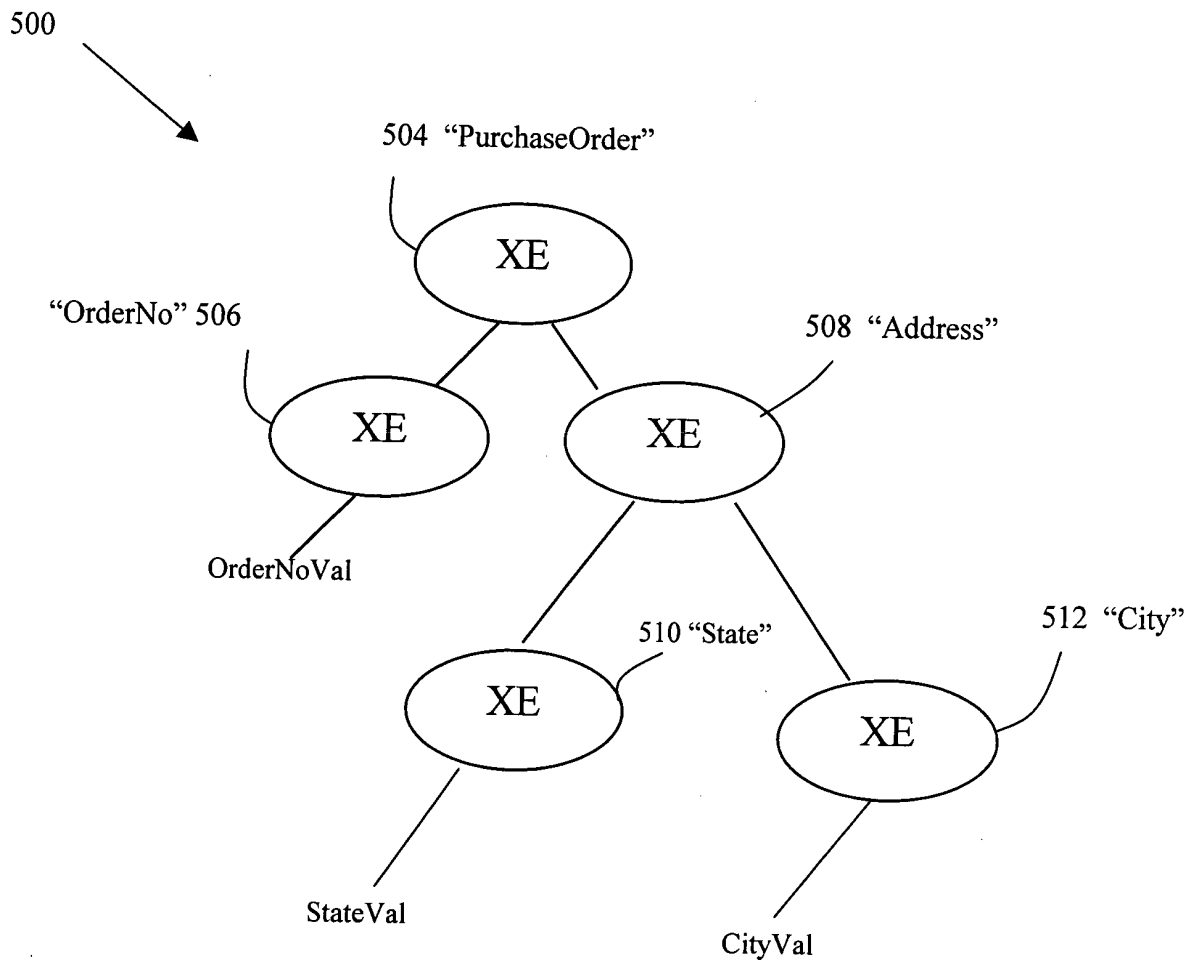 500
504 “PurchaseOrder”
XE
“OrderNo” 506
508 “Address”
XE
XE
OrderNoVal
510 “State”
512 “City”
XE
XE
StateVal
CityVal